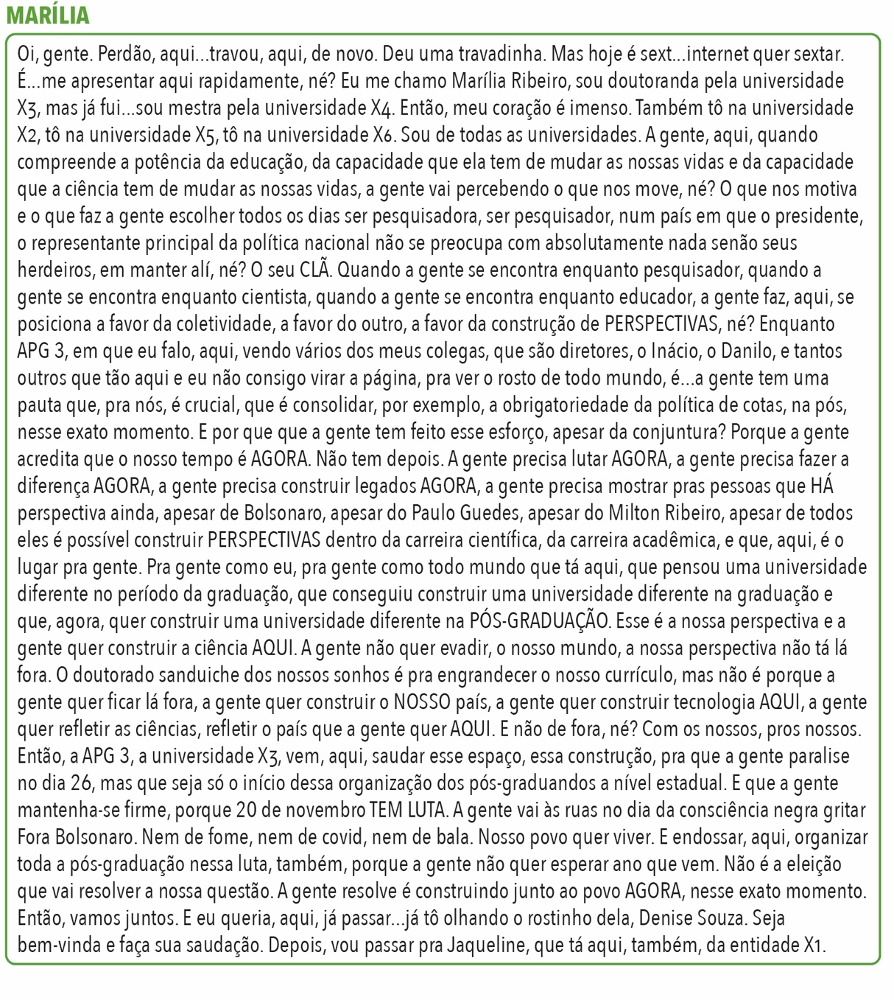 MARÍLIA
Oi, gente. Perdão, aqui...travou, aqui, de novo. Deu uma travadinha. Mas hoje é sext...internet quer sextar.
É...me apresentar aqui rapidamente, né? Eu me chamo Marília Ribeiro, sou doutoranda pela universidade
X3, mas já fui...sou mestra pela universidade X4. Então, meu coração é imenso. Também tô na universidade
X2, tô na universidade X5, tô na universidade X6. Sou de todas as universidades. A gente, aqui, quando
compreende a potência da educação, da capacidade que ela tem de mudar as nossas vidas e da capacidade
que a ciência tem de mudar as nossas vidas, a gente vai percebendo o que nos move, né? O que nos motiva
e o que faz a gente escolher todos os dias ser pesquisadora, ser pesquisador, num país em que o presidente,
o representante principal da política nacional não se preocupa com absolutamente nada senão seus
herdeiros, em manter alí, né? O seu CLÃ. Quando a gente se encontra enquanto pesquisador, quando a
gente se encontra enquanto cientista, quando a gente se encontra enquanto educador, a gente faz, aqui, se
posiciona a favor da coletividade, a favor do outro, a favor da construção de PERSPECTIVAS, né? Enquanto
APG 3, em que eu falo, aqui, vendo vários dos meus colegas, que são diretores, o Inácio, o Danilo, e tantos
outros que tão aqui e eu não consigo virar a página, pra ver o rosto de todo mundo, é...a gente tem uma
pauta que, pra nós, é crucial, que é consolidar, por exemplo, a obrigatoriedade da política de cotas, na pós,
nesse exato momento. E por que que a gente tem feito esse esforço, apesar da conjuntura? Porque a gente
acredita que o nosso tempo é AGORA. Não tem depois. A gente precisa lutar AGORA, a gente precisa fazer a
diferença AGORA, a gente precisa construir legados AGORA, a gente precisa mostrar pras pessoas que HÁ
perspectiva ainda, apesar de Bolsonaro, apesar do Paulo Guedes, apesar do Milton Ribeiro, apesar de todos
eles é possível construir PERSPECTIVAS dentro da carreira científica, da carreira acadêmica, e que, aqui, é o
lugar pra gente. Pra gente como eu, pra gente como todo mundo que tá aqui, que pensou uma universidade
diferente no período da graduação, que conseguiu construir uma universidade diferente na graduação e
que, agora, quer construir uma universidade diferente na PÓS-GRADUAÇÃO. Esse é a nossa perspectiva e a
gente quer construir a ciência AQUI. A gente não quer evadir, o nosso mundo, a nossa perspectiva não tá lá
fora. O doutorado sanduiche dos nossos sonhos é pra engrandecer o nosso currículo, mas não é porque a
gente quer ficar lá fora, a gente quer construir o NOSSO país, a gente quer construir tecnologia AQUI, a gente
quer refletir as ciências, refletir o país que a gente quer AQUI. E não de fora, né? Com os nossos, pros nossos.
Então, a APG 3, a universidade X3, vem, aqui, saudar esse espaço, essa construção, pra que a gente paralise
no dia 26, mas que seja só o início dessa organização dos pós-graduandos a nível estadual. E que a gente
mantenha-se firme, porque 20 de novembro TEM LUTA. A gente vai às ruas no dia da consciência negra gritar
Fora Bolsonaro. Nem de fome, nem de covid, nem de bala. Nosso povo quer viver. E endossar, aqui, organizar
toda a pós-graduação nessa luta, também, porque a gente não quer esperar ano que vem. Não é a eleição
que vai resolver a nossa questão. A gente resolve é construindo junto ao povo AGORA, nesse exato momento.
Então, vamos juntos. E eu queria, aqui, já passar...já tô olhando o rostinho dela, Denise Souza. Seja
bem-vinda e faça sua saudação. Depois, vou passar pra Jaqueline, que tá aqui, também, da entidade X1.